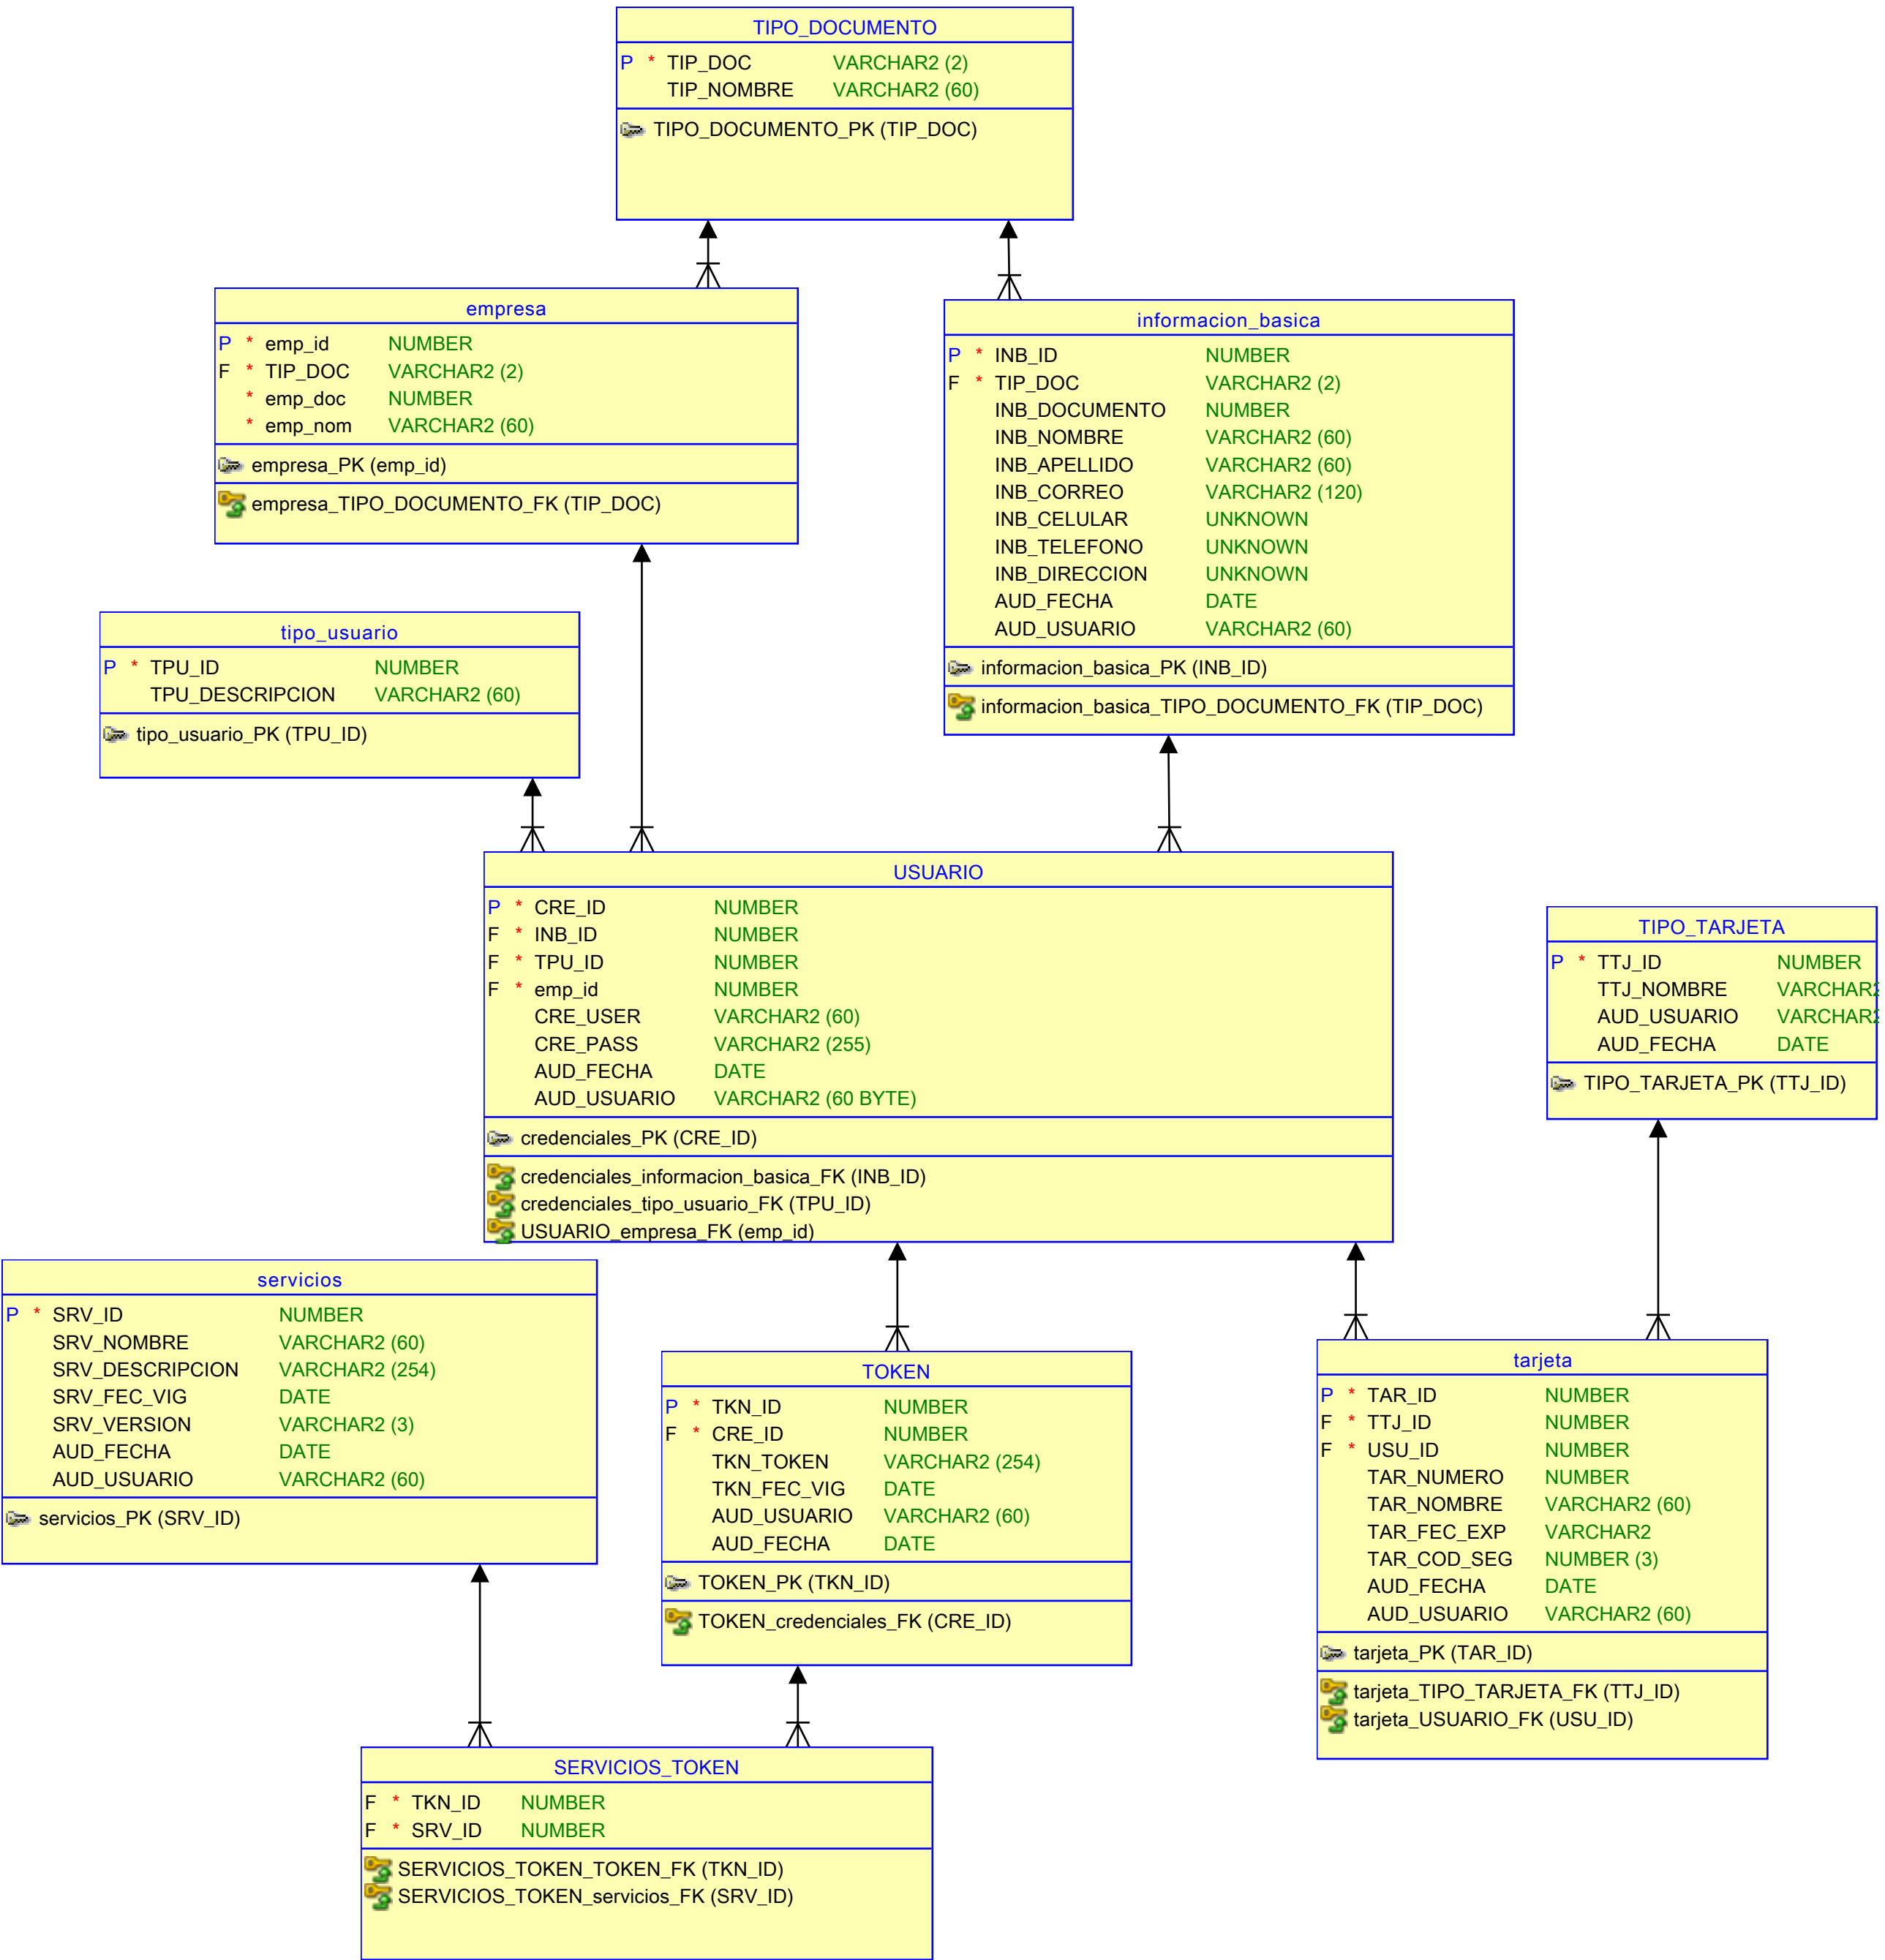 TIPO_DOCUMENTO
P * TIP_DOC VARCHAR2 (2)
TIP_NOMBRE VARCHAR2 (60)
TIPO_DOCUMENTO_PK (TIP_DOC)
empresa
P * emp_id NUMBER
F * TIP_DOC VARCHAR2 (2)
* emp_doc NUMBER
* emp_nom VARCHAR2 (60)
empresa_PK (emp_id)
empresa_TIPO_DOCUMENTO_FK (TIP_DOC)
informacion_basica
P * INB_ID NUMBER
F * TIP_DOC VARCHAR2 (2)
INB_DOCUMENTO NUMBER
INB_NOMBRE VARCHAR2 (60)
INB_APELLIDO VARCHAR2 (60)
INB_CORREO VARCHAR2 (120)
INB_CELULAR UNKNOWN
INB_TELEFONO UNKNOWN
INB_DIRECCION UNKNOWN
AUD_FECHA DATE
AUD_USUARIO VARCHAR2 (60)
informacion_basica_PK (INB_ID)
informacion_basica_TIPO_DOCUMENTO_FK (TIP_DOC)
tipo_usuario
P * TPU_ID NUMBER
TPU_DESCRIPCION VARCHAR2 (60)
tipo_usuario_PK (TPU_ID)
USUARIO
P * CRE_ID NUMBER
F * INB_ID NUMBER
F * TPU_ID NUMBER
F * emp_id NUMBER
CRE_USER VARCHAR2 (60)
CRE_PASS VARCHAR2 (255)
AUD_FECHA DATE
AUD_USUARIO VARCHAR2 (60 BYTE)
credenciales_PK (CRE_ID)
credenciales_informacion_basica_FK (INB_ID)
credenciales_tipo_usuario_FK (TPU_ID)
USUARIO_empresa_FK (emp_id)
TIPO_TARJETA
P * TTJ_ID NUMBER
TTJ_NOMBRE VARCHAR2
AUD_USUARIO VARCHAR2
AUD_FECHA DATE
TIPO_TARJETA_PK (TTJ_ID)
servicios
P * SRV_ID NUMBER
SRV_NOMBRE VARCHAR2 (60)
SRV_DESCRIPCION VARCHAR2 (254)
SRV_FEC_VIG DATE
SRV_VERSION VARCHAR2 (3)
AUD_FECHA DATE
AUD_USUARIO VARCHAR2 (60)
servicios_PK (SRV_ID)
TOKEN
P * TKN_ID NUMBER
F * CRE_ID NUMBER
TKN_TOKEN VARCHAR2 (254)
TKN_FEC_VIG DATE
AUD_USUARIO VARCHAR2 (60)
AUD_FECHA DATE
TOKEN_PK (TKN_ID)
TOKEN_credenciales_FK (CRE_ID)
tarjeta
P * TAR_ID NUMBER
F * TTJ_ID NUMBER
F * USU_ID NUMBER
TAR_NUMERO NUMBER
TAR_NOMBRE VARCHAR2 (60)
TAR_FEC_EXP VARCHAR2
TAR_COD_SEG NUMBER (3)
AUD_FECHA DATE
AUD_USUARIO VARCHAR2 (60)
tarjeta_PK (TAR_ID)
tarjeta_TIPO_TARJETA_FK (TTJ_ID)
tarjeta_USUARIO_FK (USU_ID)
SERVICIOS_TOKEN
F * TKN_ID NUMBER
F * SRV_ID NUMBER
SERVICIOS_TOKEN_TOKEN_FK (TKN_ID)
SERVICIOS_TOKEN_servicios_FK (SRV_ID)